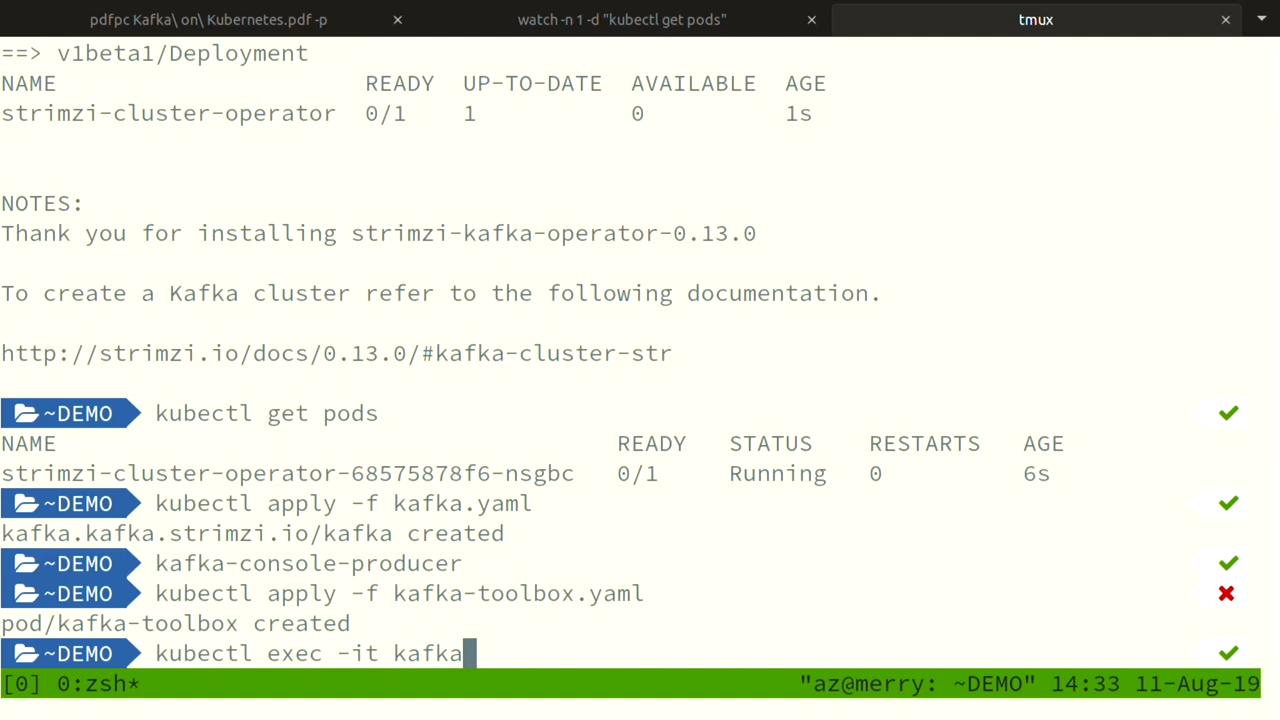 pdfpc Kafka\ on\ Kubernetes.pdf -p × watch -n 1 -d "kubectl get pods" × tmux ×
==> v1beta1/Deployment
NAME READY UP-TO-DATE AVAILABLE AGE
strimzi-cluster-operator 0/1 1 0 1s
NOTES:
Thank you for installing strimzi-kafka-operator-0.13.0
To create a Kafka cluster refer to the following documentation.
http://strimzi.io/docs/0.13.0/#kafka-cluster-str
~DEMO kubectl get pods
NAME READY STATUS RESTARTS AGE
strimzi-cluster-operator-68575878f6-nsgbc 0/1 Running 0 6s
~DEMO kubectl apply -f kafka.yaml
kafka.kafka.strimzi.io/kafka created
~DEMO kafka-console-producer
~DEMO kubectl apply -f kafka-toolbox.yaml
pod/kafka-toolbox created
~DEMO kubectl exec -it kafka
[0] 0:zsh* "az@merry: ~DEMO" 14:33 11-Aug-19